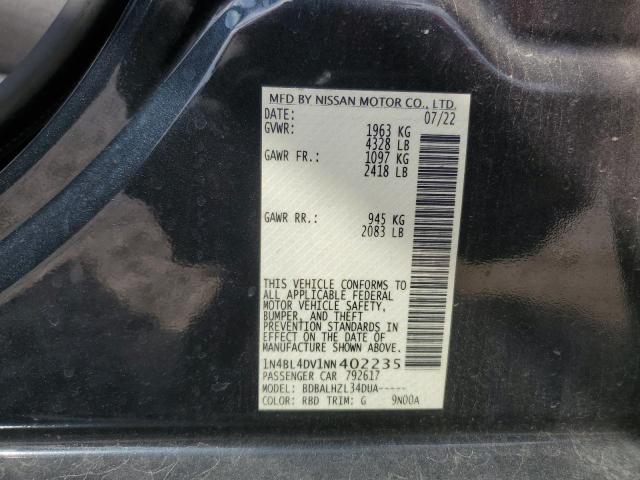 MFD BY NISSAN MOTOR CO., LTD.
DATE: 07/22
GVWR: 1963 KG
4328 LB
GAWR FR.: 1097 KG
2418 LB
GAWR RR.: 945 KG
2083 LB
THIS VEHICLE CONFORMS TO
ALL APPLICABLE FEDERAL
MOTOR VEHICLE SAFETY,
BUMPER, AND THEFT
PREVENTION STANDARDS IN
EFFECT ON THE DATE OF
MANUFACTURE SHOWN ABOVE.
1N4BL4DV1NN402235
PASSENGER CAR 792617
MODEL: BDBALHZL34DUA-----
COLOR: RBD TRIM: G 9N00A